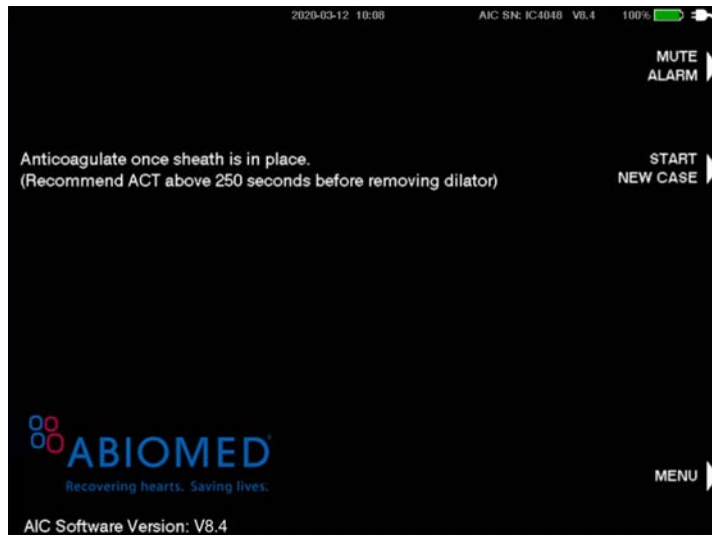 2020-03-12 10:08 AIC SN: IC4048 V8.4 100%
MUTE
ALARM
Anticoagulate once sheath is in place.
(Recommend ACT above 250 seconds before removing dilator)
START
NEW CASE
ABIOMED
Recovering hearts. Saving lives.
MENU
AIC Software Version: V8.4